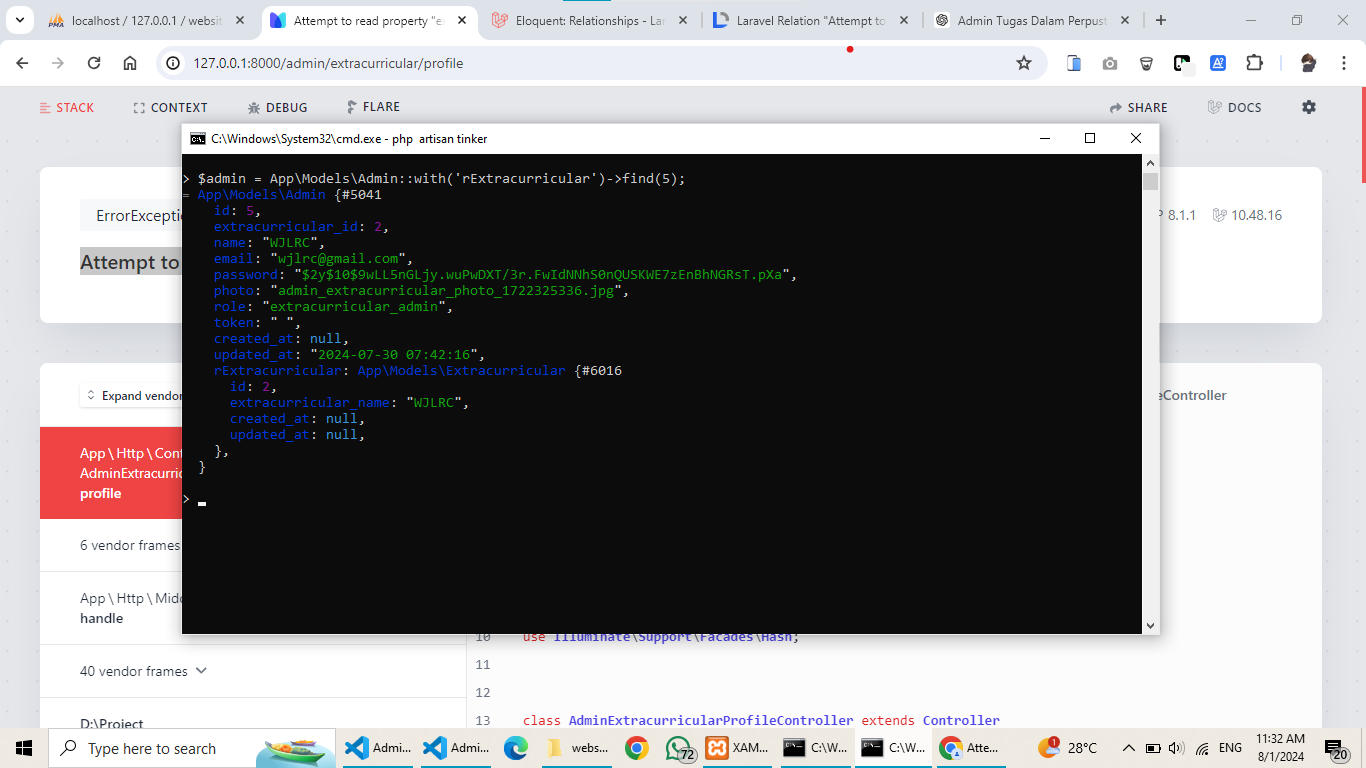 localhost / 127.0.0.1 / websit
Attempt to read property "e
Eloquent: Relationships - La
Laravel Relation "Attempt to
Admin Tugas Dalam Perpust
127.0.0.1:8000/admin/extracurricular/profile
STACK
CONTEXT
DEBUG
FLARE
SHARE
DOCS
C:\Windows\System32\cmd.exe - php  artisan tinker
> $admin = App\Models\Admin::with('rExtracurricular')->find(5);
= App\Models\Admin {#5041
id: 5,
extracurricular_id: 2,
name: "WJLRC",
email: "wjlrc@gmail.com",
password: "$2y$10$9wLL5nGLjy.wuPwDXT/3r.FwIdNNhS0nQUSKWE7zEnBhNGRsT.pXa",
photo: "admin_extracurricular_photo_1722325336.jpg",
role: "extracurricular_admin",
token: " ",
created_at: null,
updated_at: "2024-07-30 07:42:16",
rExtracurricular: App\Models\Extracurricular {#6016
id: 2,
extracurricular_name: "WJLRC",
created_at: null,
updated_at: null,
},
}
>
ErrorExceptio
8.1.1
10.48.16
Attempt to
Expand vendor
eController
App \ Http \ Cont
AdminExtracurric
profile
6 vendor frames
App \ Http \ Midd
handle
40 vendor frames
D:\Project
10 use Illuminate\Support\Facades\Hash;
11
12
13 class AdminExtracurricularProfileController extends Controller
Type here to search
Admi...
Admi...
webs...
72
XAM...
C:\W...
C:\W...
Atte...
1
28°C
ENG
11:32 AM
8/1/2024
20